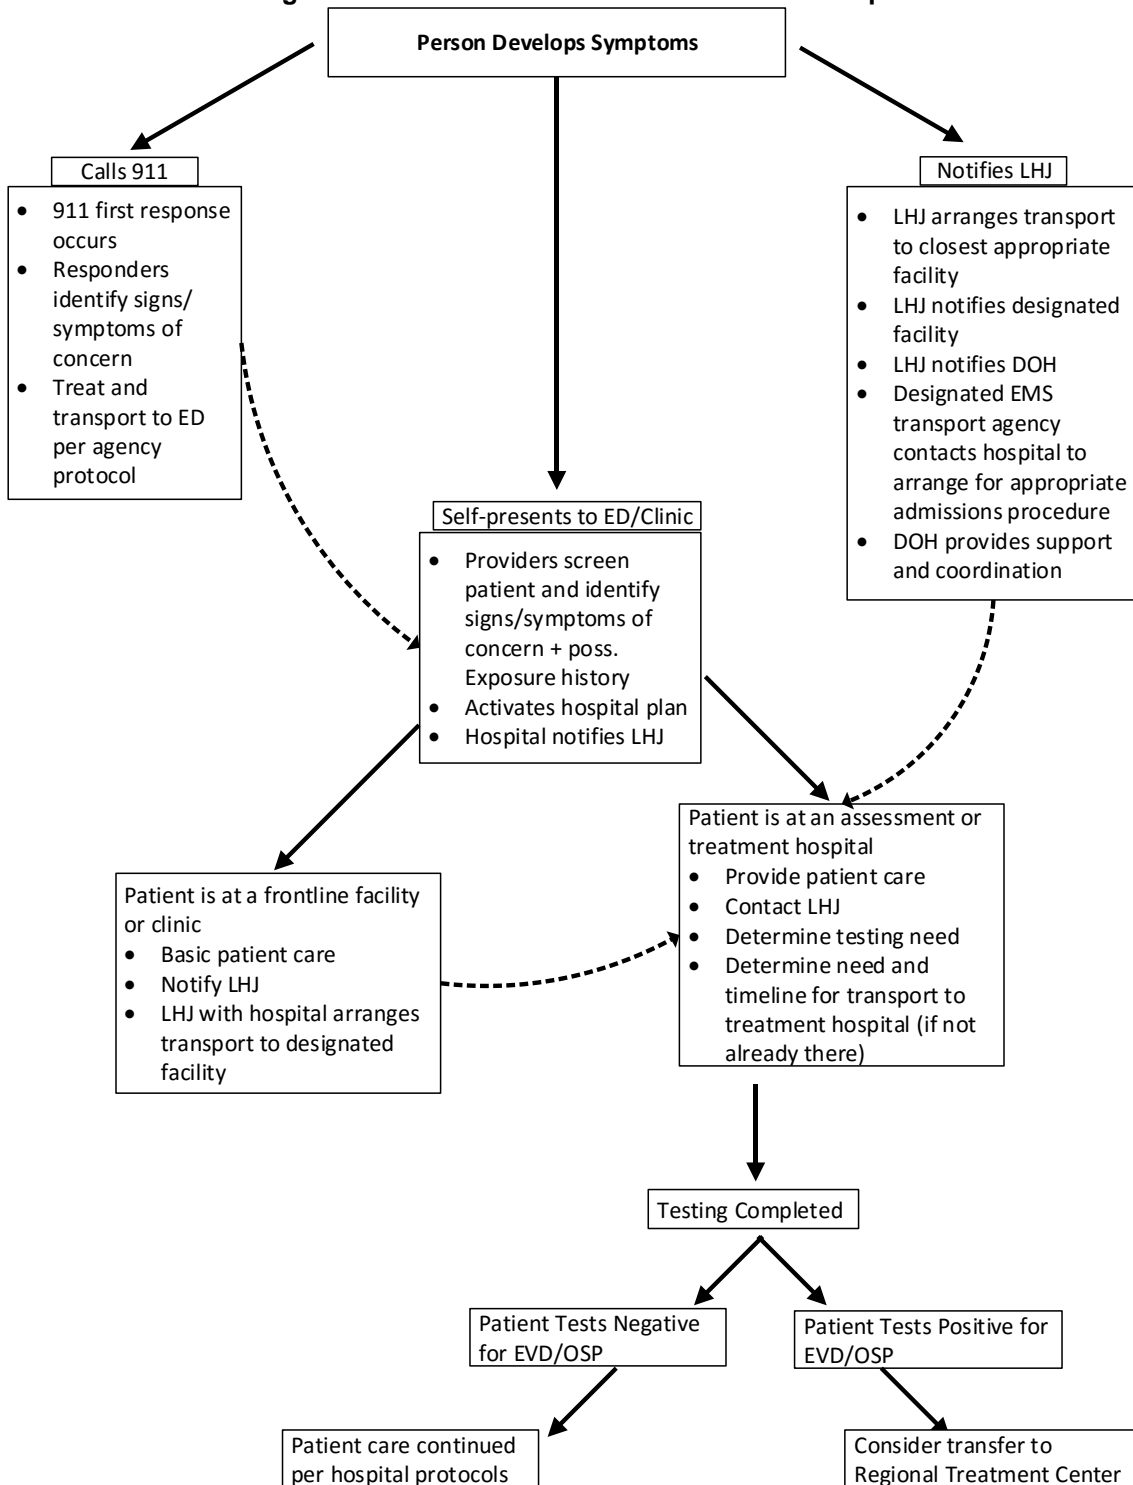 Person Develops Symptoms
Calls 911
• 911 first response
occurs
• Responders
identify signs/
symptoms of
concern
• Treat and
transport to ED
per agency
protocol
Notifies LHJ
• LHJ arranges transport
to closest appropriate
facility
• LHJ notifies designated
facility
• LHJ notifies DOH
• Designated EMS
transport agency
contacts hospital to
arrange for appropriate
admissions procedure
• DOH provides support
and coordination
Self-presents to ED/Clinic
• Providers screen
patient and identify
signs/symptoms of
concern + poss.
Exposure history
• Activates hospital plan
• Hospital notifies LHJ
Patient is at a frontline facility
or clinic
• Basic patient care
• Notify LHJ
• LHJ with hospital arranges
transport to designated
facility
Patient is at an assessment or
treatment hospital
• Provide patient care
• Contact LHJ
• Determine testing need
• Determine need and
timeline for transport to
treatment hospital (if not
already there)
Testing Completed
Patient Tests Negative
for EVD/OSP
Patient Tests Positive for
EVD/OSP
Patient care continued
per hospital protocols
Consider transfer to
Regional Treatment Center